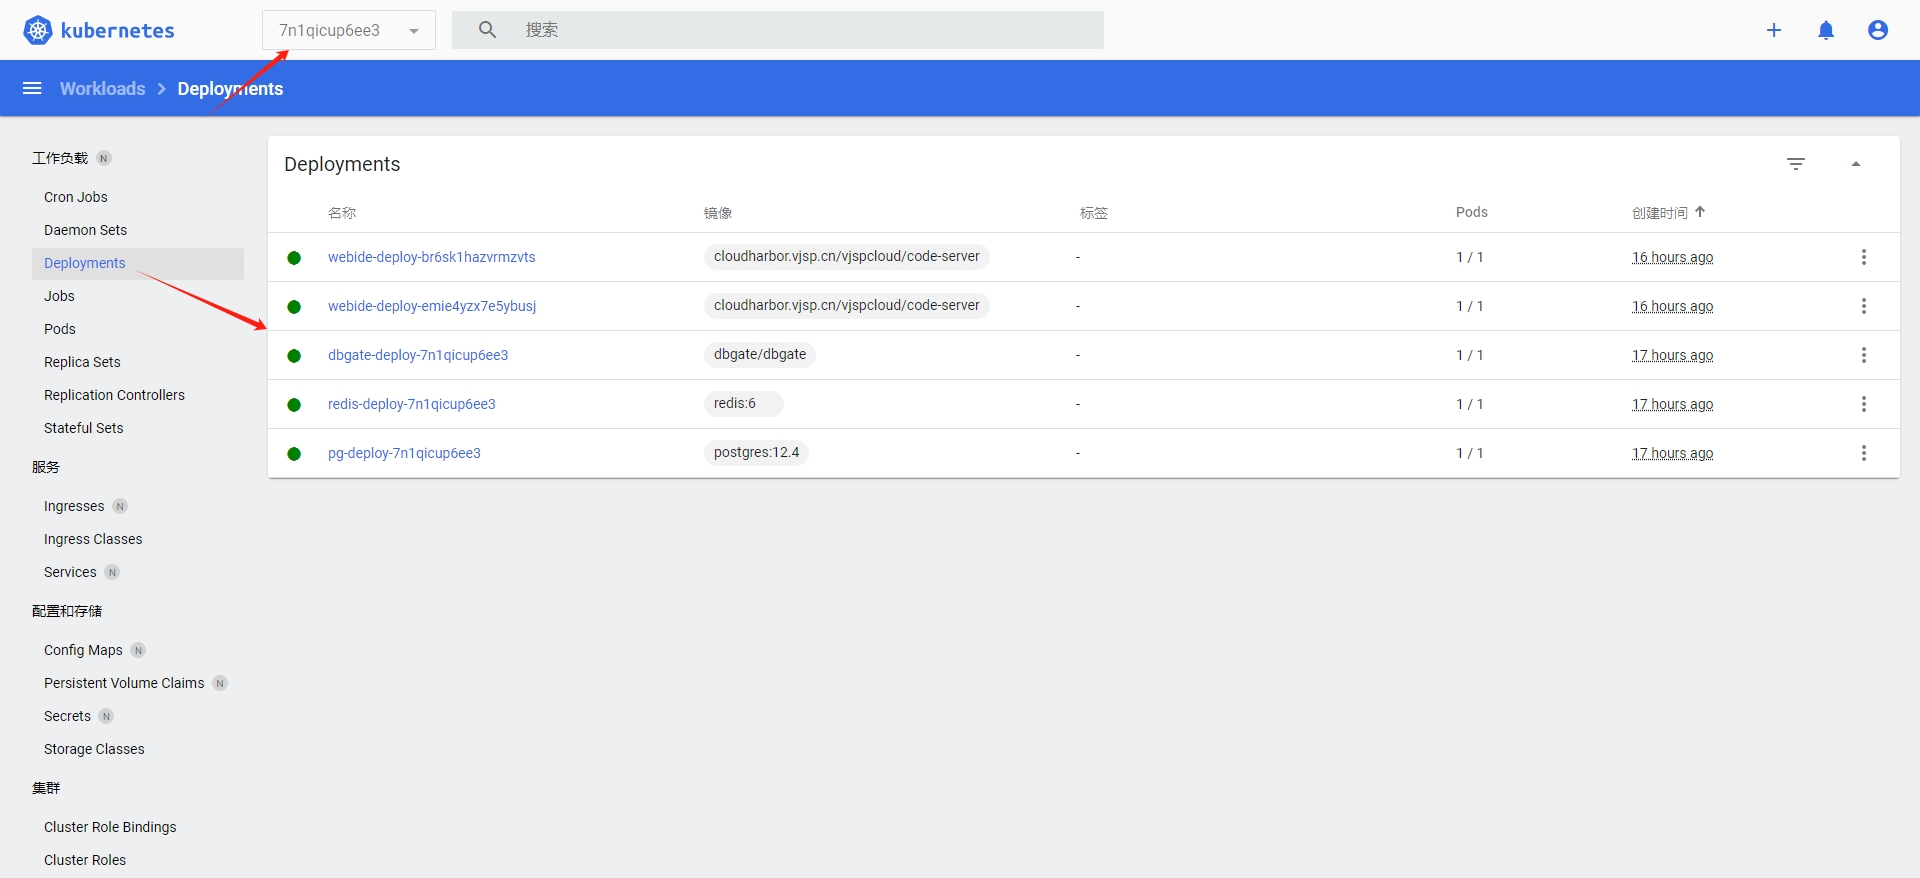 kubernetes
7n1qicup6ee3
搜索
Workloads > Deployments
工作负载 N
Cron Jobs
Daemon Sets
Deployments
Jobs
Pods
Replica Sets
Replication Controllers
Stateful Sets
服务
Ingresses N
Ingress Classes
Services N
配置和存储
Config Maps N
Persistent Volume Claims N
Secrets N
Storage Classes
集群
Cluster Role Bindings
Cluster Roles
Deployments
名称 镜像 标签 Pods 创建时间
webide-deploy-br6sk1hazvrmzvts cloudharbor.vjsp.cn/vjspcloud/code-server - 1 / 1 16 hours ago
webide-deploy-emie4yzx7e5ybusj cloudharbor.vjsp.cn/vjspcloud/code-server - 1 / 1 16 hours ago
dbgate-deploy-7n1qicup6ee3 dbgate/dbgate - 1 / 1 17 hours ago
redis-deploy-7n1qicup6ee3 redis:6 - 1 / 1 17 hours ago
pg-deploy-7n1qicup6ee3 postgres:12.4 - 1 / 1 17 hours ago